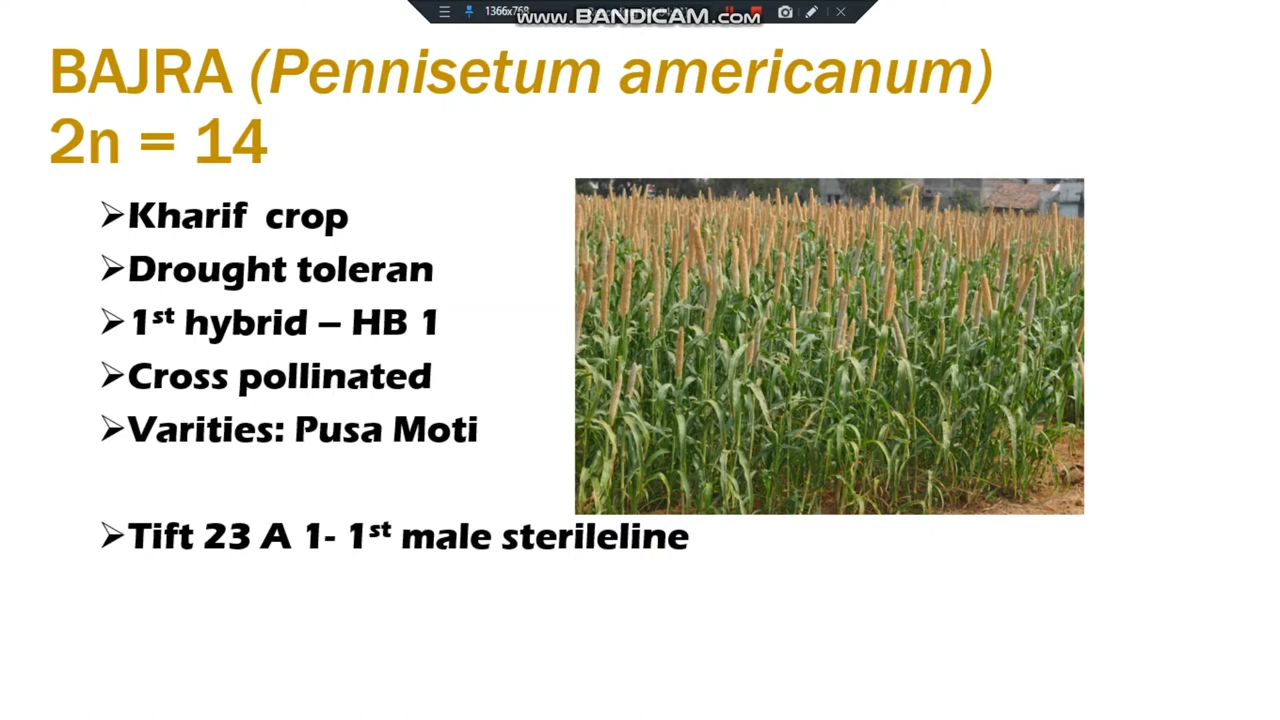 1366x768
www.BANDICAM.com
BAJRA (Pennisetum americanum)
2n = 14
➢Kharif crop
➢Drought toleran
➢1st hybrid – HB 1
➢Cross pollinated
➢Varities: Pusa Moti
➢Tift 23 A 1- 1st male sterileline